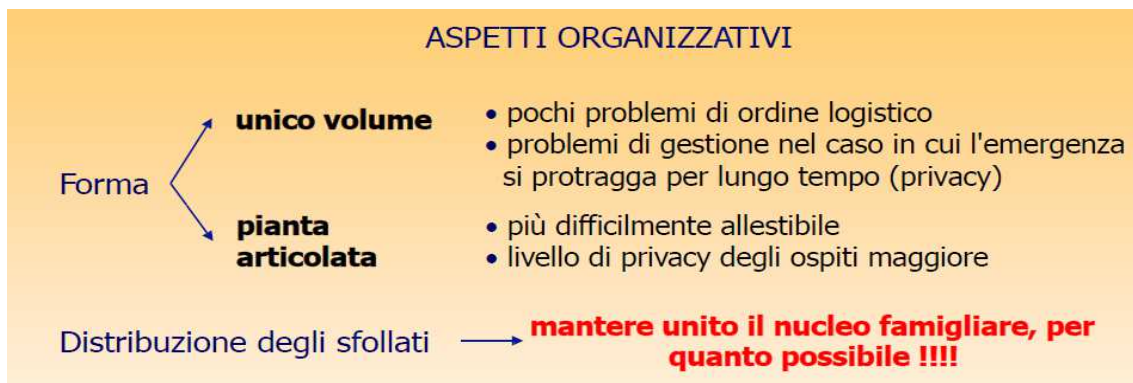 ASPETTI ORGANIZZATIVI
Forma
unico volume
• pochi problemi di ordine logistico
• problemi di gestione nel caso in cui l'emergenza
si protragga per lungo tempo (privacy)
pianta
articolata
• più difficilmente allestibile
• livello di privacy degli ospiti maggiore
Distribuzione degli sfollati
mantere unito il nucleo famigliare, per
quanto possibile !!!!